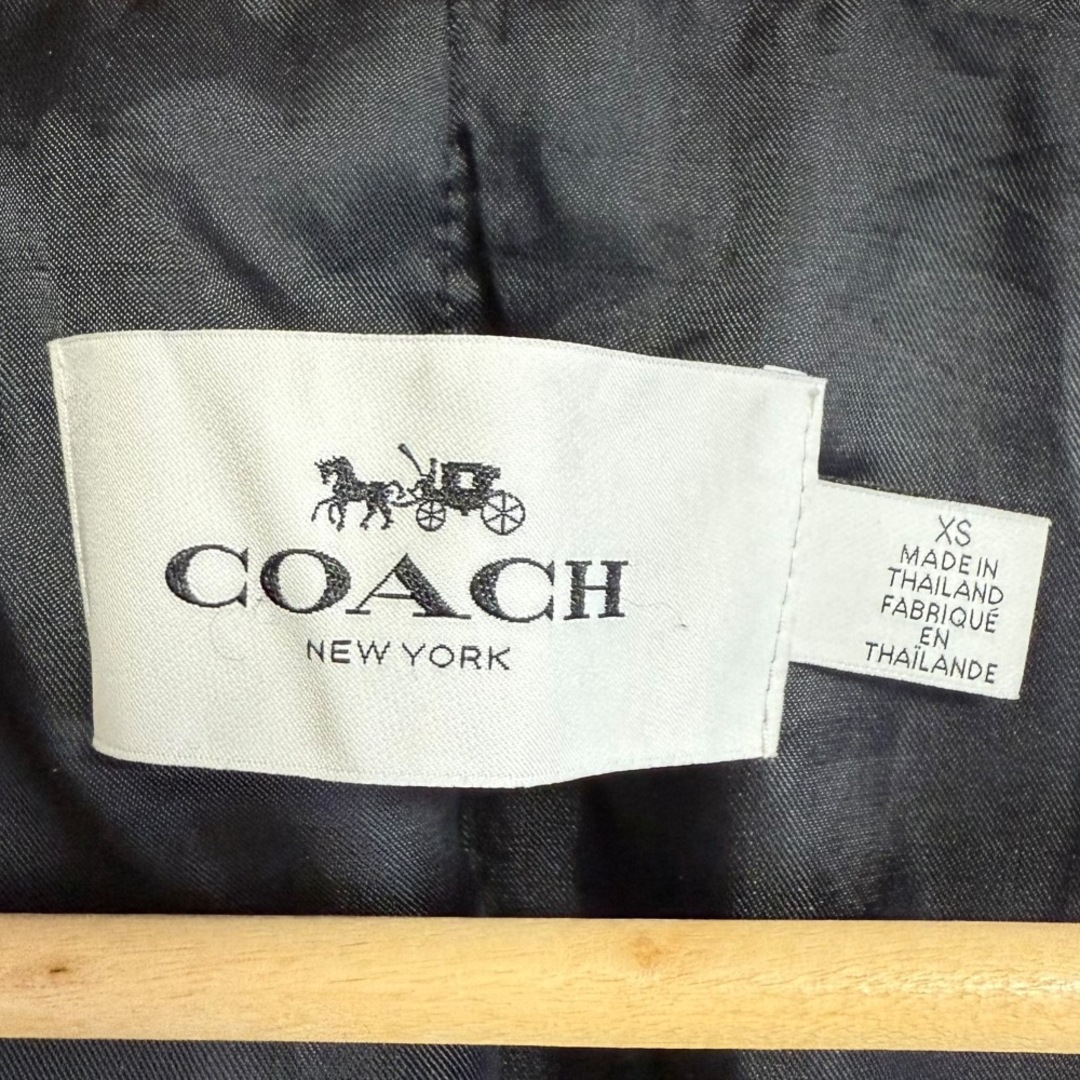 COACH
NEW YORK
XS
MADE IN
THAILAND
FABRIQUÉ
EN
THAÏLANDE